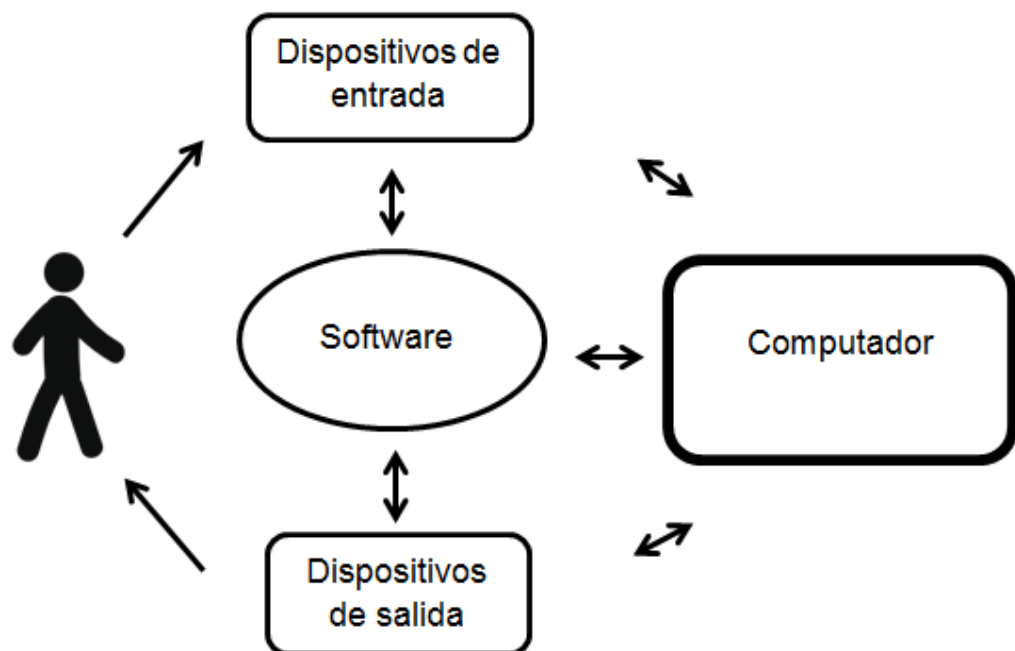 Dispositivos de
entrada
Software
Computador
Dispositivos
de salida